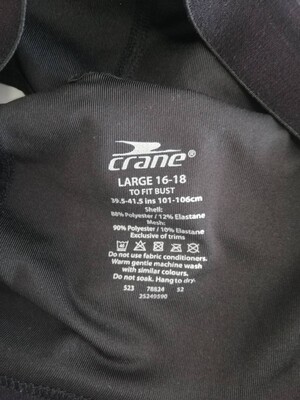 crane®
LARGE 16-18
TO FIT BUST
39.5-41.5 ins 101-106cm
Shell:
88% Polyester / 12% Elastane
Mesh:
90% Polyester / 10% Elastane
Exclusive of trims
Do not use fabric conditioners.
Warm gentle machine wash
with similar colours.
Do not soak. Hang to dry.
523 78824 52
25249590